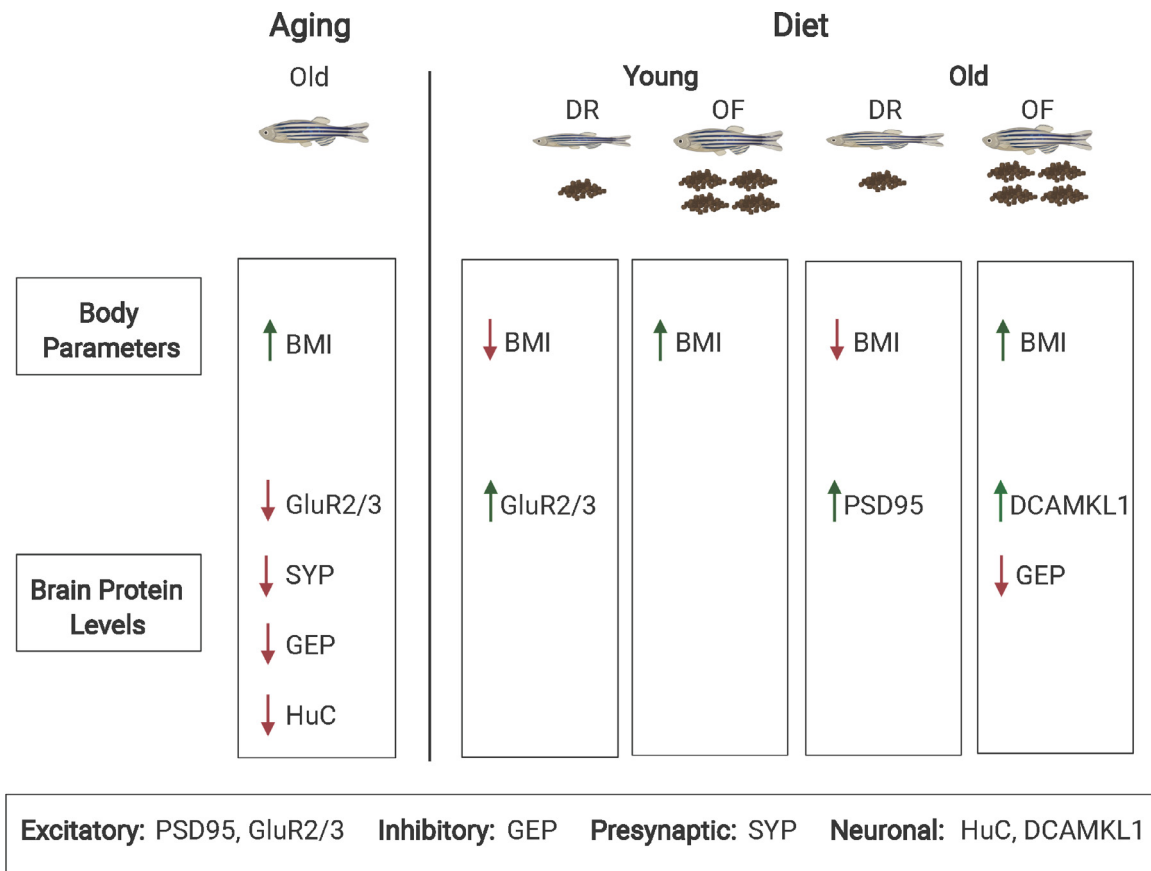 Aging
Diet
Old
Young
Old
DR
OF
DR
OF
Body
Parameters
BMI
BMI
BMI
BMI
BMI
Brain Protein
Levels
GluR2/3
SYP
GEP
HuC
GluR2/3
PSD95
DCAMKL1
GEP
Excitatory: PSD95, GluR2/3 Inhibitory: GEP Presynaptic: SYP Neuronal: HuC, DCAMKL1